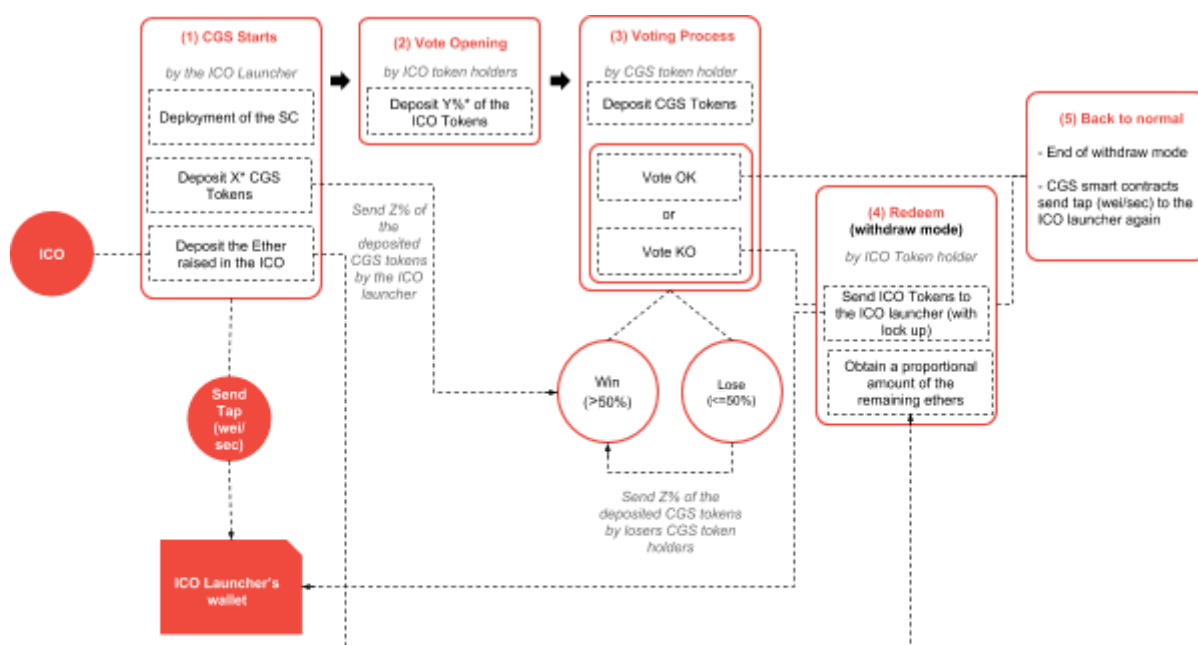 (1) CGS Starts
by the ICO Launcher
Deployment of the SC
Deposit X* CGS
Tokens
Deposit the Ether
raised in the ICO
ICO
Send
Tap
(wei/
sec)
ICO Launcher's
wallet
(2) Vote Opening
by ICO token holders
Deposit Y%* of the
ICO Tokens
Send Z% of
the
deposited
CGS tokens
by the ICO
launcher
(3) Voting Process
by CGS token holder
Deposit CGS Tokens
Vote OK
or
Vote KO
Win
(>50%)
Lose
(<=50%)
Send Z% of the
deposited CGS tokens
by losers CGS token
holders
(4) Redeem
(withdraw mode)
by ICO Token holder
Send ICO Tokens to
the ICO launcher (with
lock up)
Obtain a proportional
amount of the
remaining ethers
(5) Back to normal
- End of withdraw mode
- CGS smart contracts
send tap (wei/sec) to the
ICO launcher again